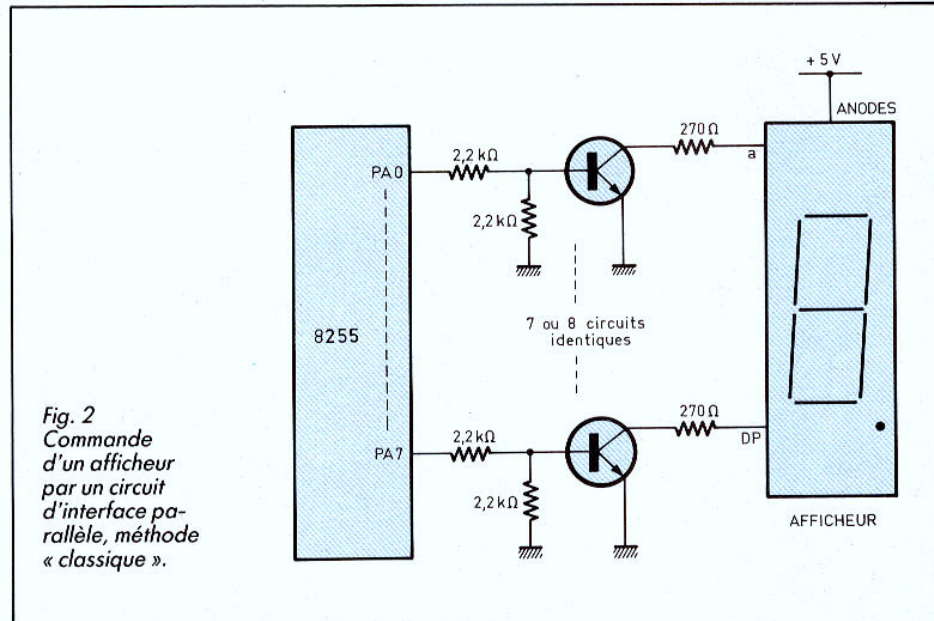 + 5 V
ANODES
270 Ω
a
2,2 kΩ
PA0
2,2 kΩ
8255
7 ou 8 circuits
identiques
270 Ω
DP
2,2 kΩ
PA7
2,2 kΩ
AFFICHEUR
Fig. 2
Commande
d'un afficheur
par un circuit
d'interface pa-
rallèle, méthode
« classique ».